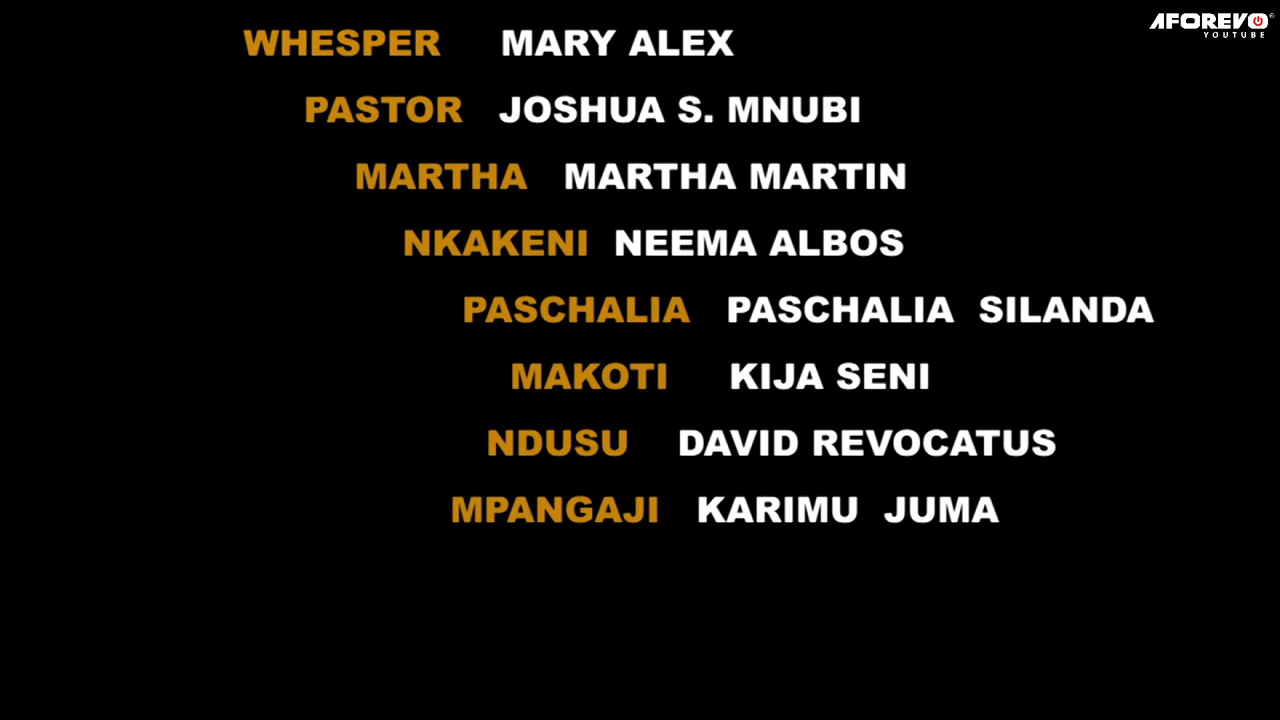 AFOREVO
YOUTUBE
WHESPER MARY ALEX
PASTOR JOSHUA S. MNUBI
MARTHA MARTHA MARTIN
NKAKENI NEEMA ALBOS
PASCHALIA PASCHALIA SILANDA
MAKOTI KIJA SENI
NDUSU DAVID REVOCATUS
MPANGAJI KARIMU JUMA